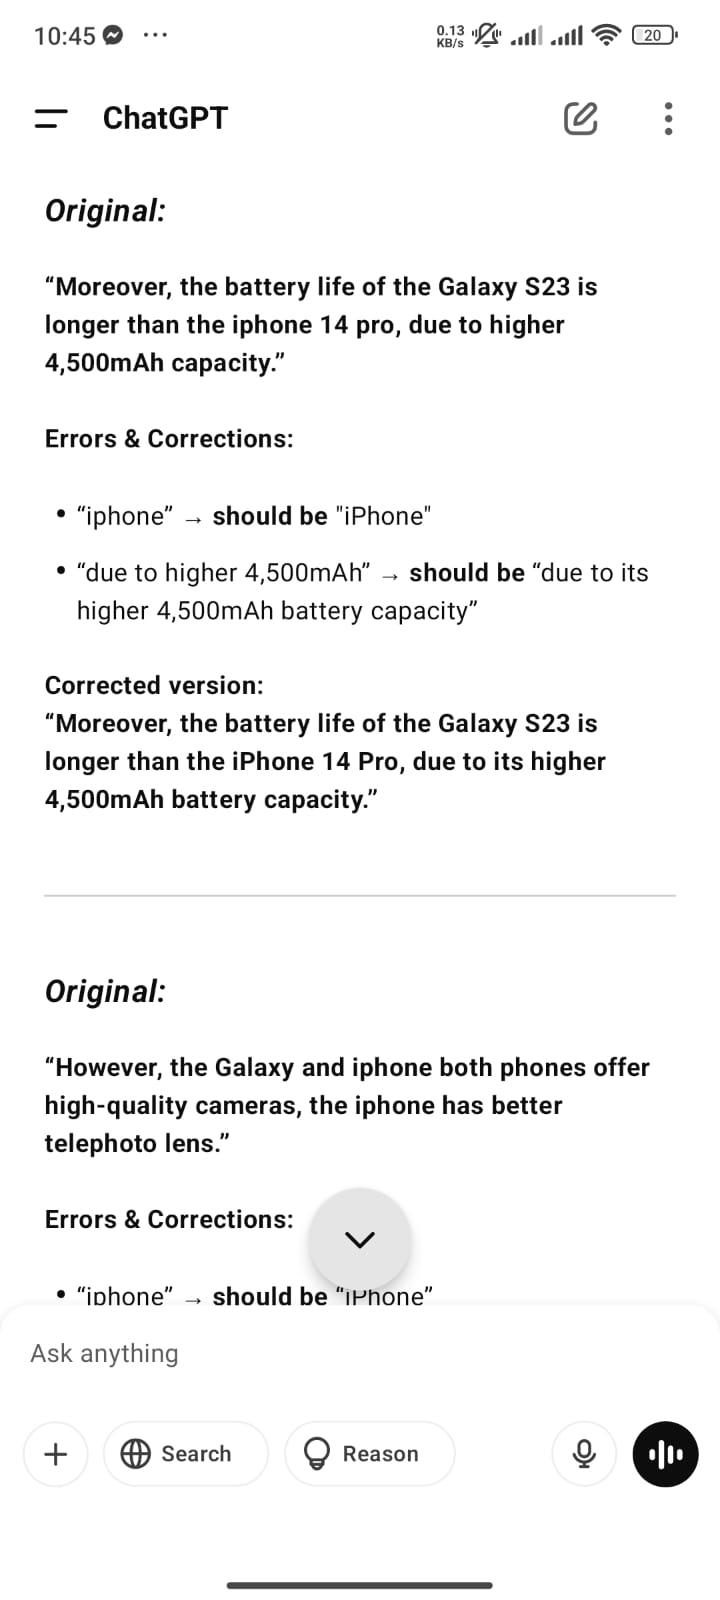 10:45 ...
0.13
KB/s
20
ChatGPT
Original:
“Moreover, the battery life of the Galaxy S23 is
longer than the iphone 14 pro, due to higher
4,500mAh capacity.”
Errors & Corrections:
• “iphone” → should be "iPhone"
• “due to higher 4,500mAh” → should be “due to its
higher 4,500mAh battery capacity”
Corrected version:
“Moreover, the battery life of the Galaxy S23 is
longer than the iPhone 14 Pro, due to its higher
4,500mAh battery capacity.”
Original:
“However, the Galaxy and iphone both phones offer
high-quality cameras, the iphone has better
telephoto lens.”
Errors & Corrections:
• “iphone” → should be “iPhone”
Ask anything
Search
Reason